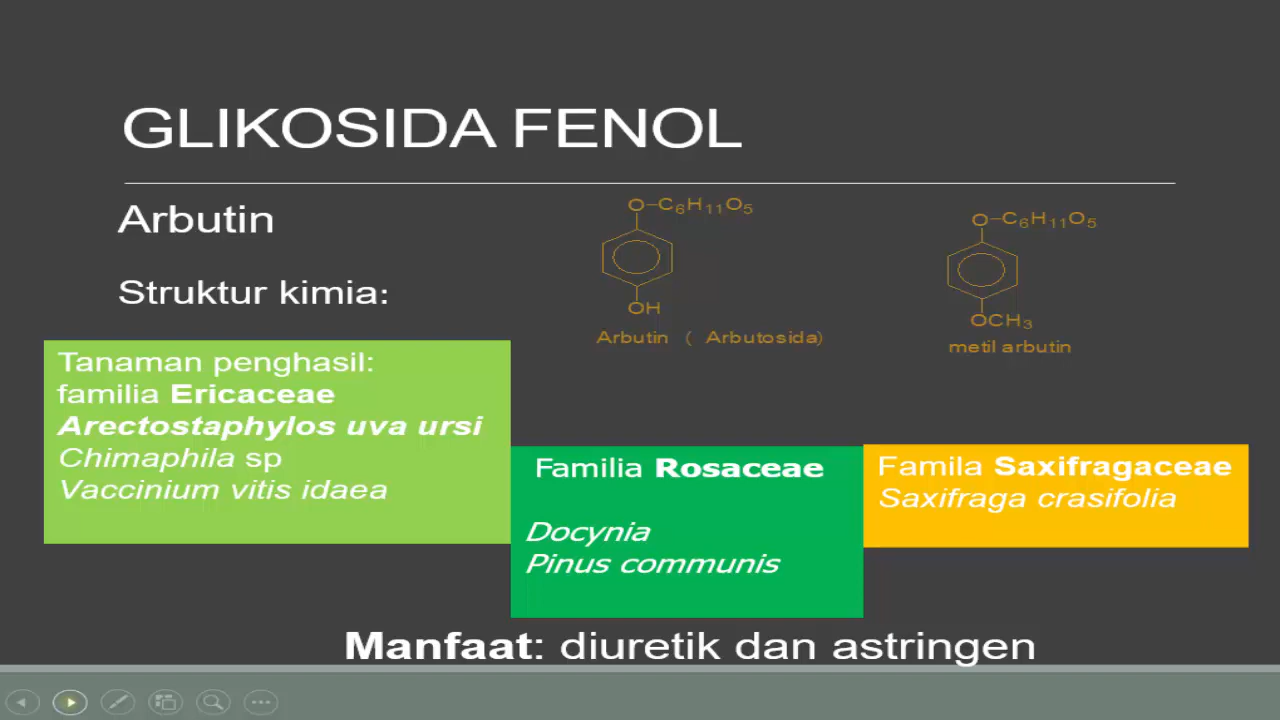 GLIKOSIDA FENOL
Arbutin
Struktur kimia:
O-C6H11O5
OH
Arbutin ( Arbutosida)
O-C6H11O5
OCH3
metil arbutin
Tanaman penghasil:
familia Ericaceae
Arectostaphylos uva ursi
Chimaphila sp
Vaccinium vitis idaea
Familia Rosaceae
Docynia
Pinus communis
Famila Saxifragaceae
Saxifraga crasifolia
Manfaat: diuretik dan astringen